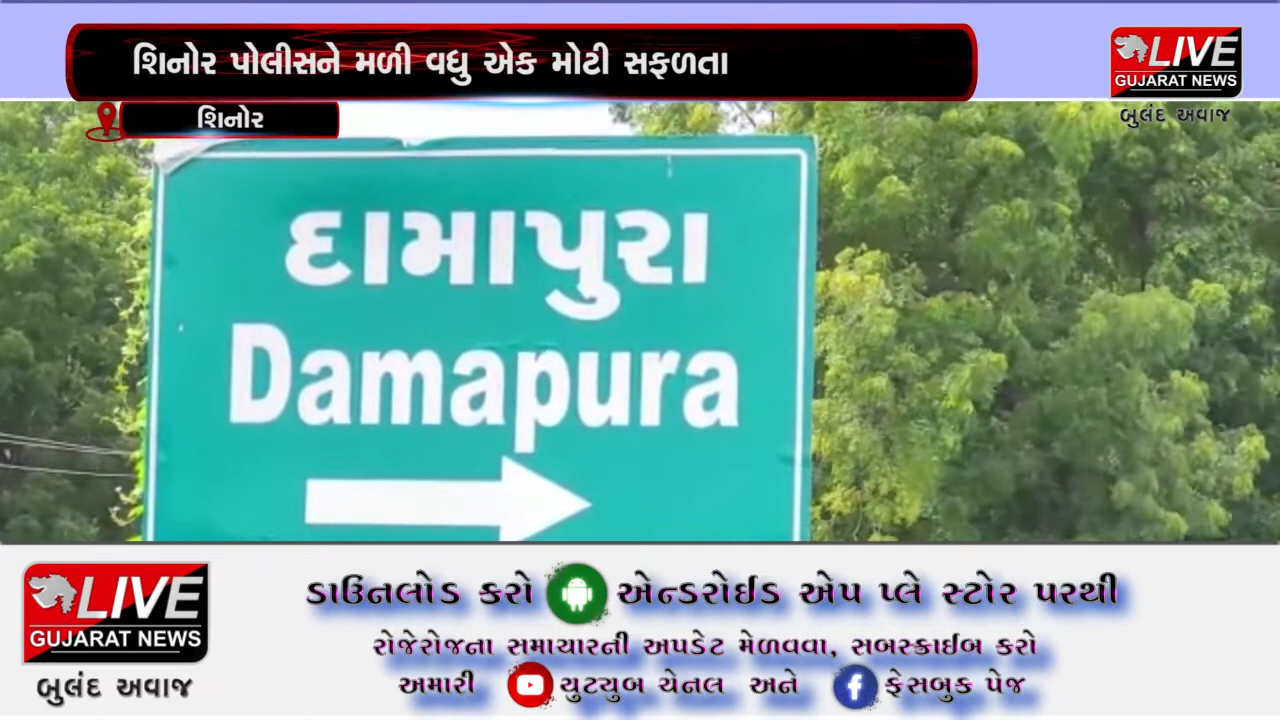 શિનોર પોલીસને મળી વધુ એક મોટી સફળતા
LIVE
GUJARAT NEWS
બુલંદ અવાજ
શિનોર
દામાપુરા
Damapura
LIVE
GUJARAT NEWS
બુલંદ અવાજ
ડાઉનલોડ કરો એન્ડરોઈડ એપ પ્લે સ્ટોર પરથી
રોજેરોજના સમાચારની અપડેટ મેળવવા, સબસ્ક્રાઈબ કરો
અમારી યુટયુબ ચેનલ અને ફેસબુક પેજ